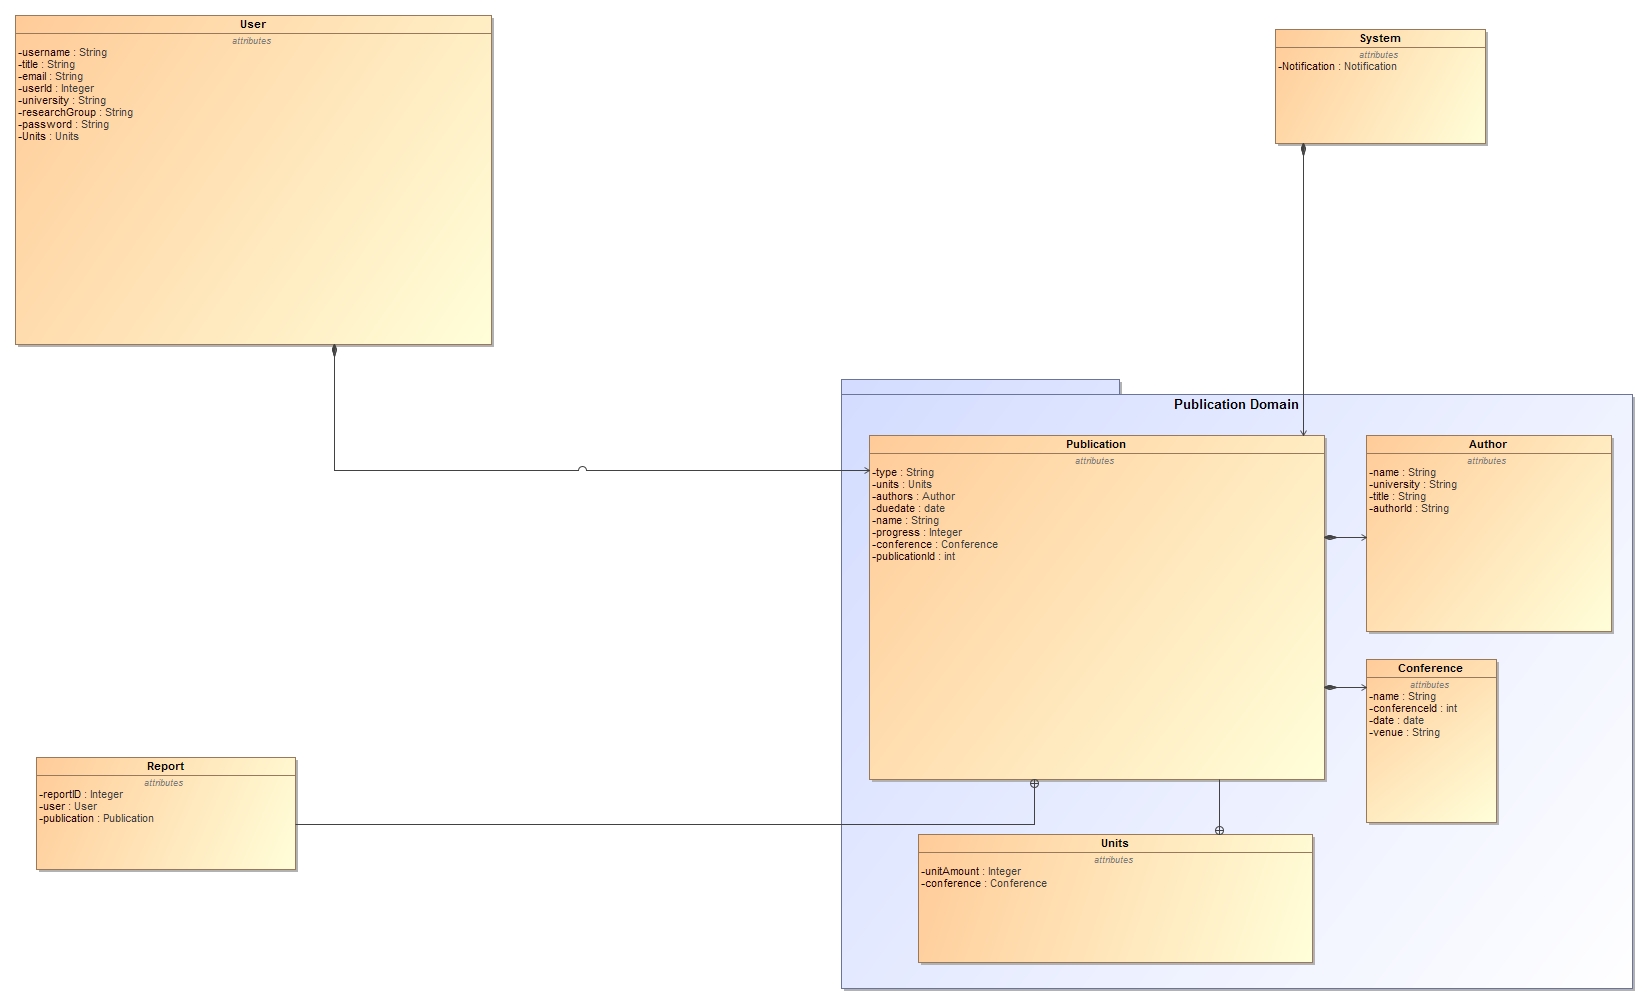 User
attributes
-username : String
-title : String
-email : String
-userId : Integer
-university : String
-researchGroup : String
-password : String
-Units : Units
System
attributes
-Notification : Notification
Publication Domain
Publication
attributes
-type : String
-units : Units
-authors : Author
-duedate : date
-name : String
-progress : Integer
-conference : Conference
-publicationId : int
Author
attributes
-name : String
-university : String
-title : String
-authorId : String
Conference
attributes
-name : String
-conferenceId : int
-date : date
-venue : String
Report
attributes
-reportID : Integer
-user : User
-publication : Publication
Units
attributes
-unitAmount : Integer
-conference : Conference